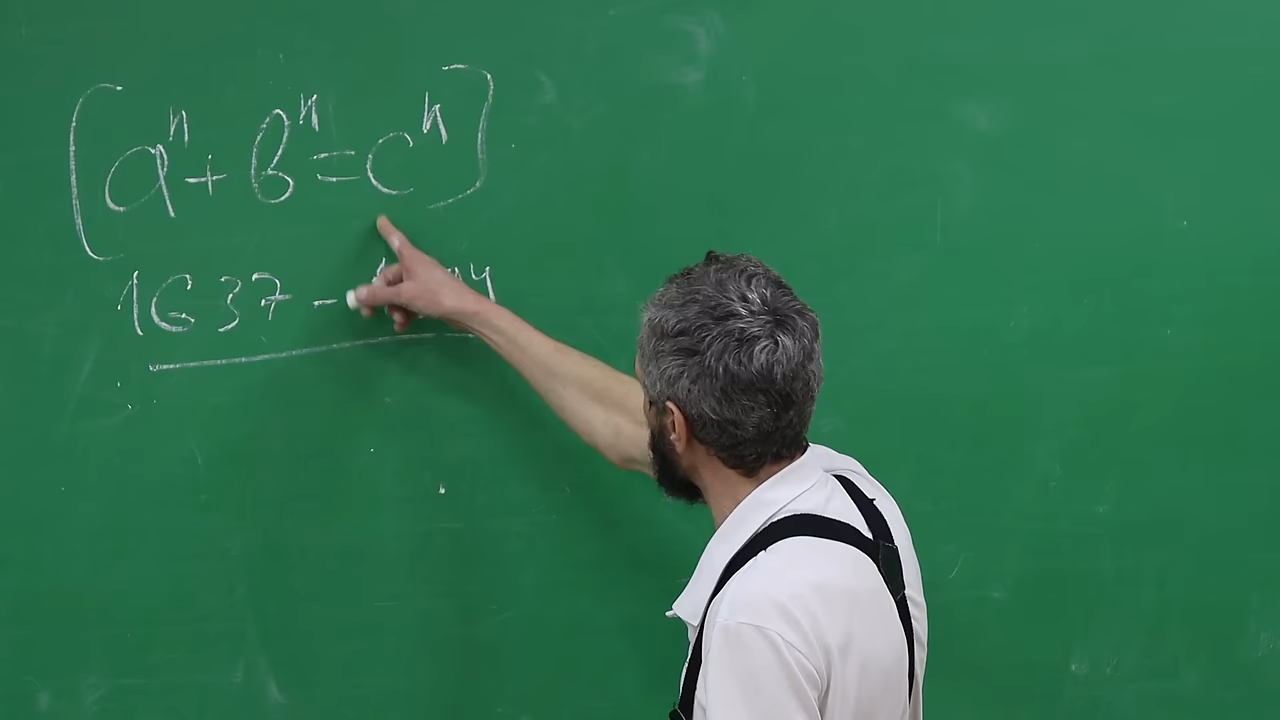 [aⁿ + bⁿ = cⁿ]
1637 -